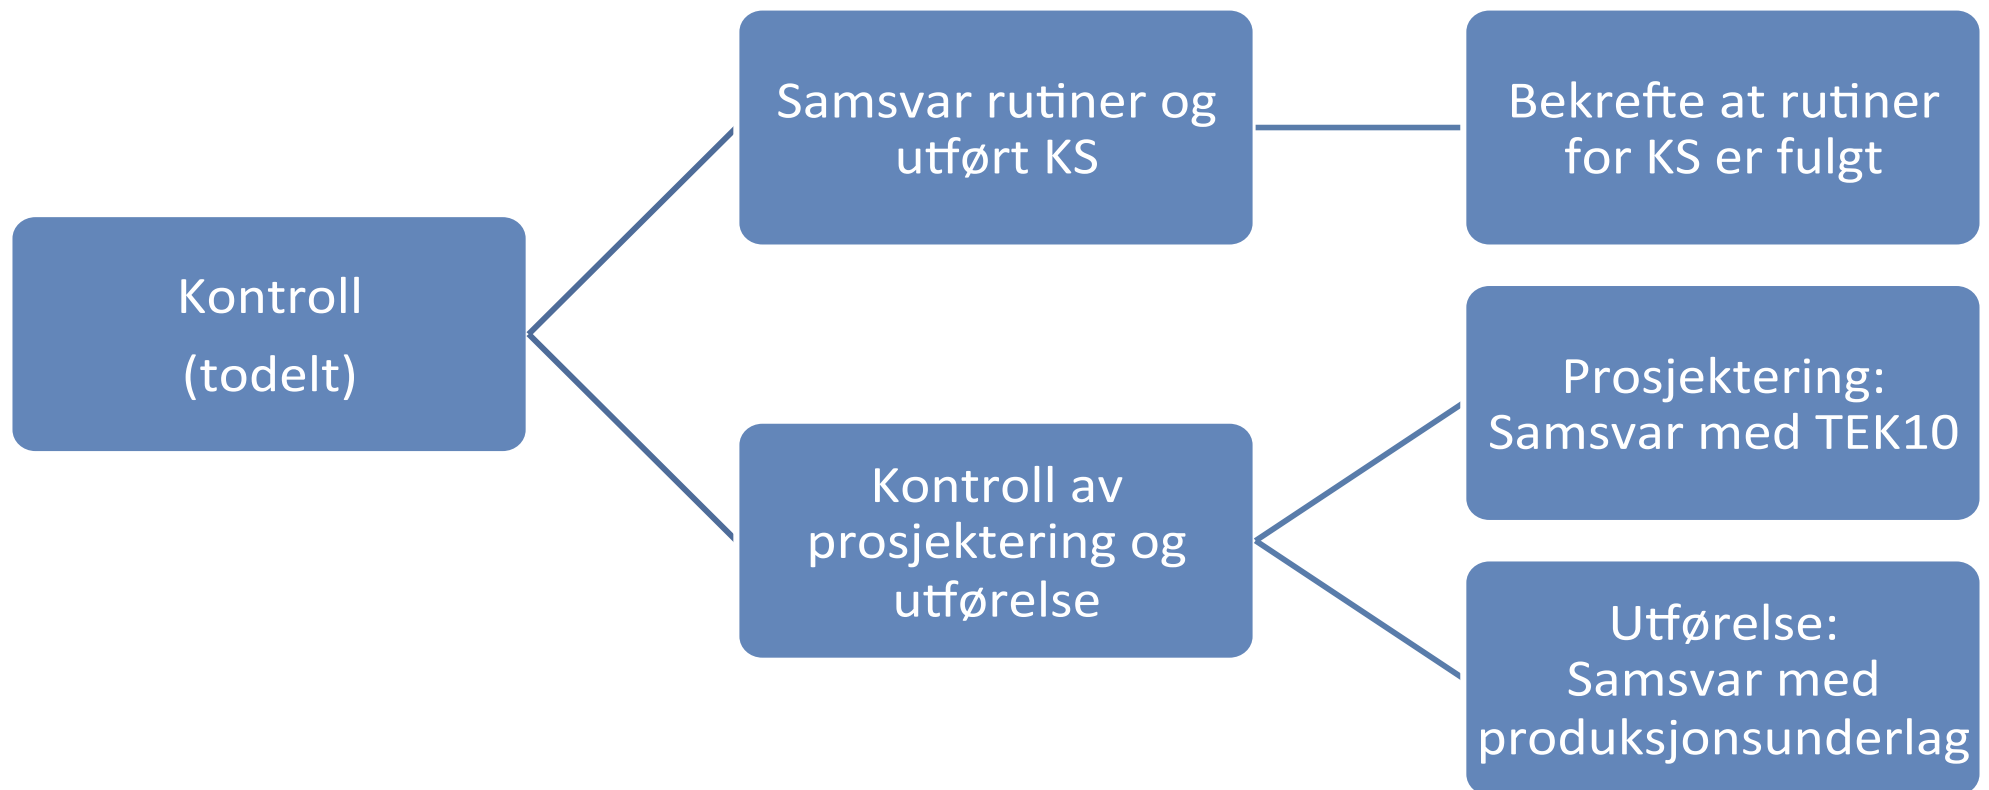 Kontroll
(todelt)
Samsvar rutiner og
utført KS
Bekrefte at rutiner
for KS er fulgt
Kontroll av
prosjektering og
utførelse
Prosjektering:
Samsvar med TEK10
Utførelse:
Samsvar med
produksjonsunderlag